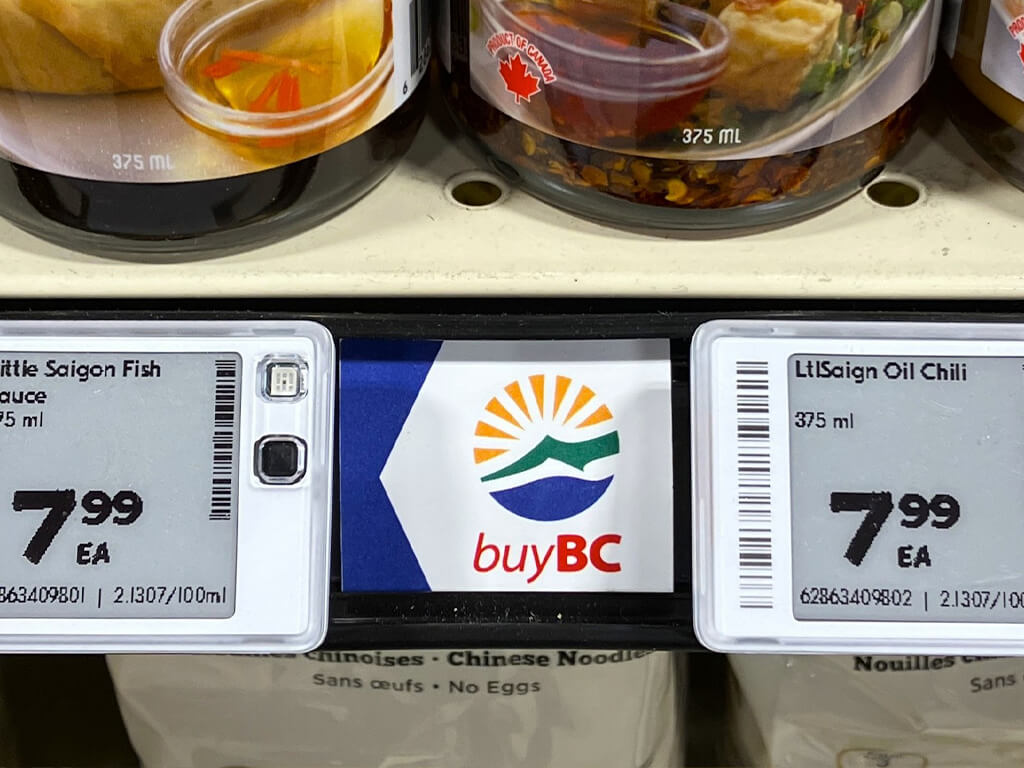 375 ML
6
PRODUCT OF CANADA
375 ML
ittle Saigon Fish
auce
75 ml
7 99
EA
863409801 | 2.1307/100ml
buyBC
LtlSaign Oil Chili
375 ml
7 99
EA
62863409802 | 2.1307/100
chinoises · Chinese Noodles
Sans œufs · No Eggs
Nouilles
Sans